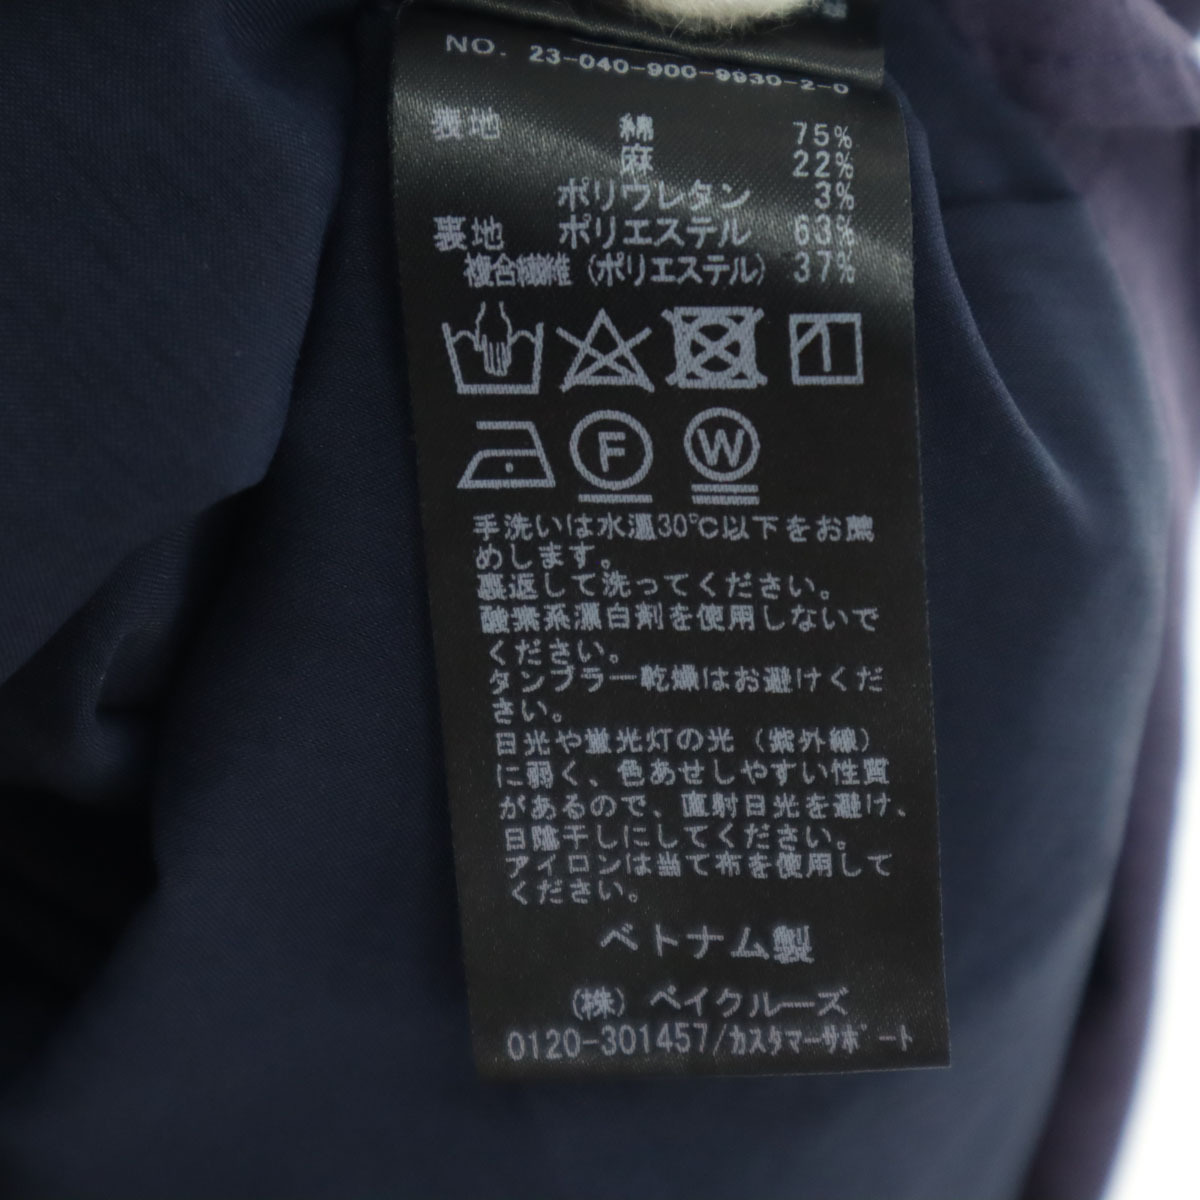 NO. 23-040-900-9930-2-0
表地 綿 75%
麻 22%
ポリウレタン 3%
裏地 ポリエステル 63%
複合繊維(ポリエステル) 37%
F W
手洗いは水温30℃以下をお薦
めします。
裏返して洗ってください。
酸素系漂白剤を使用しないで
ください。
タンブラー乾燥はお避けくだ
さい。
日光や蛍光灯の光(紫外線)
に弱く、色あせしやすい性質
があるので、直射日光を避け、
日陰干しにしてください。
アイロンは当て布を使用して
ください。
ベトナム製
(株)ベイクルーズ
0120-301457/カスタマーサポート